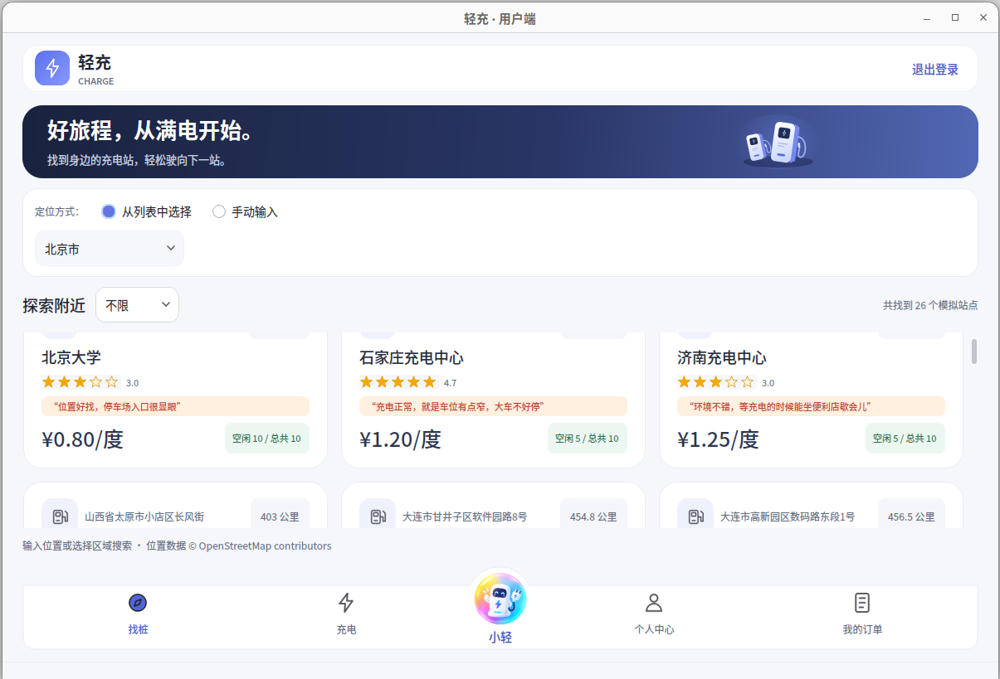 轻充 · 用户端
轻充
CHARGE
退出登录
好旅程，从满电开始。
找到身边的充电站，轻松驶向下一站。
定位方式：
从列表中选择
手动输入
北京市
探索附近
不限
共找到 26 个模拟站点
北京大学
3.0
“位置好找，停车场入口很显眼”
¥0.80/度
空闲 10 / 总共 10
石家庄充电中心
4.7
“充电正常，就是车位有点窄，大车不好停”
¥1.20/度
空闲 5 / 总共 10
济南充电中心
3.0
“环境不错，等充电的时候能坐便利店歇会儿”
¥1.25/度
空闲 5 / 总共 10
山西省太原市小店区长风街
403 公里
大连市甘井子区软件园路8号
454.8 公里
大连市高新园区数码路东段1号
456.5 公里
输入位置或选择区域搜索 · 位置数据 © OpenStreetMap contributors
找桩
充电
小轻
个人中心
我的订单